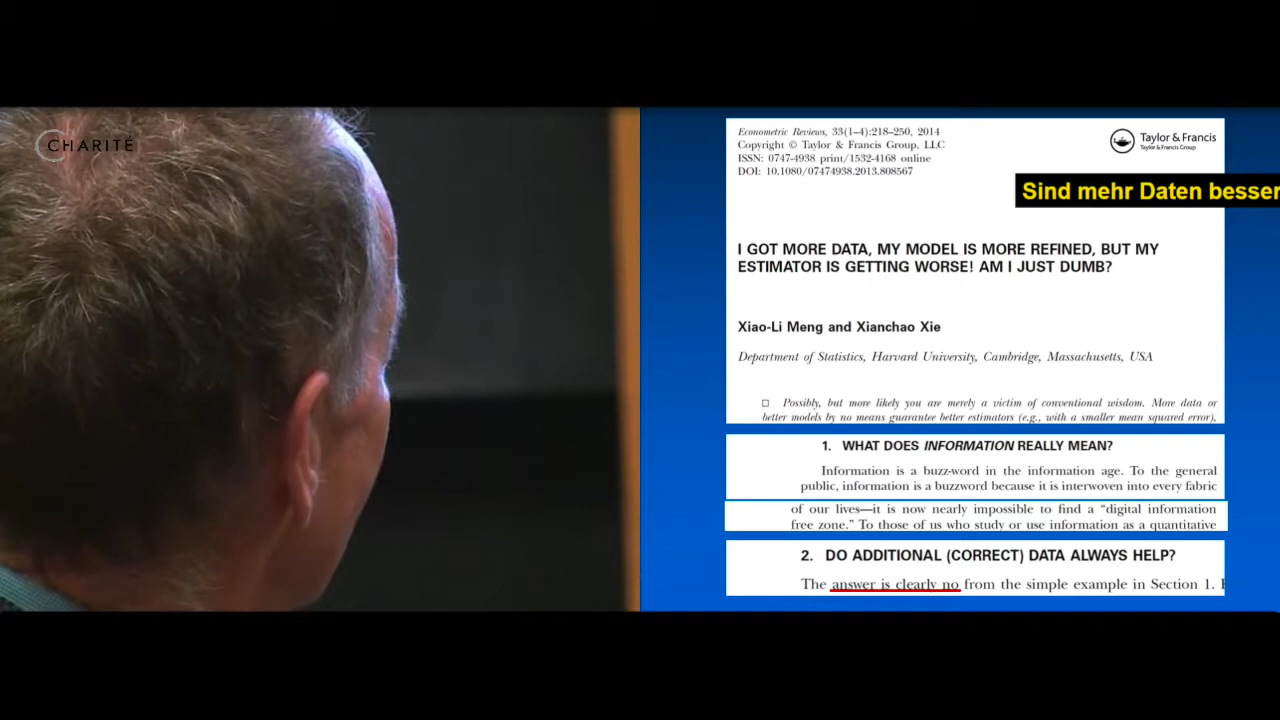 CHARITÉ
Econometric Reviews, 33(1–4):218–250, 2014
Copyright © Taylor & Francis Group, LLC
ISSN: 0747-4938 print/1532-4168 online
DOI: 10.1080/07474938.2013.808567
Taylor & Francis
Taylor & Francis Group
Sind mehr Daten besser
I GOT MORE DATA, MY MODEL IS MORE REFINED, BUT MY
ESTIMATOR IS GETTING WORSE! AM I JUST DUMB?
Xiao-Li Meng and Xianchao Xie
Department of Statistics, Harvard University, Cambridge, Massachusetts, USA
□ Possibly, but more likely you are merely a victim of conventional wisdom. More data or
better models by no means guarantee better estimators (e.g., with a smaller mean squared error),
1. WHAT DOES INFORMATION REALLY MEAN?
Information is a buzz-word in the information age. To the general
public, information is a buzzword because it is interwoven into every fabric
of our lives—it is now nearly impossible to find a “digital information
free zone.” To those of us who study or use information as a quantitative
2. DO ADDITIONAL (CORRECT) DATA ALWAYS HELP?
The answer is clearly no from the simple example in Section 1.